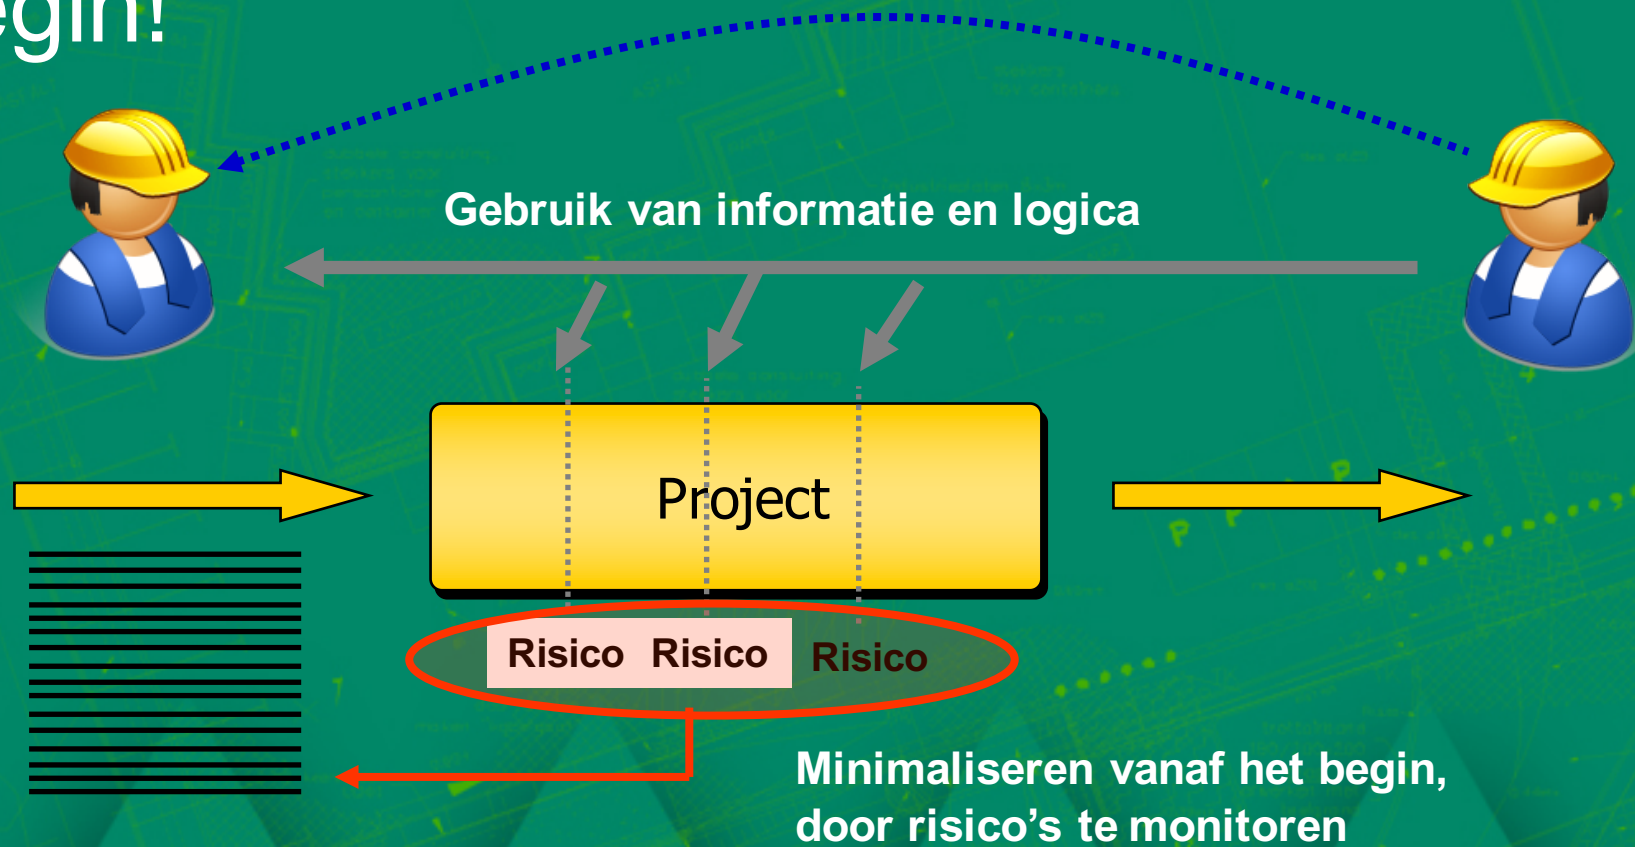 egin!
Gebruik van informatie en logica
Project
Risico Risico Risico
Minimaliseren vanaf het begin,
door risico's te monitoren